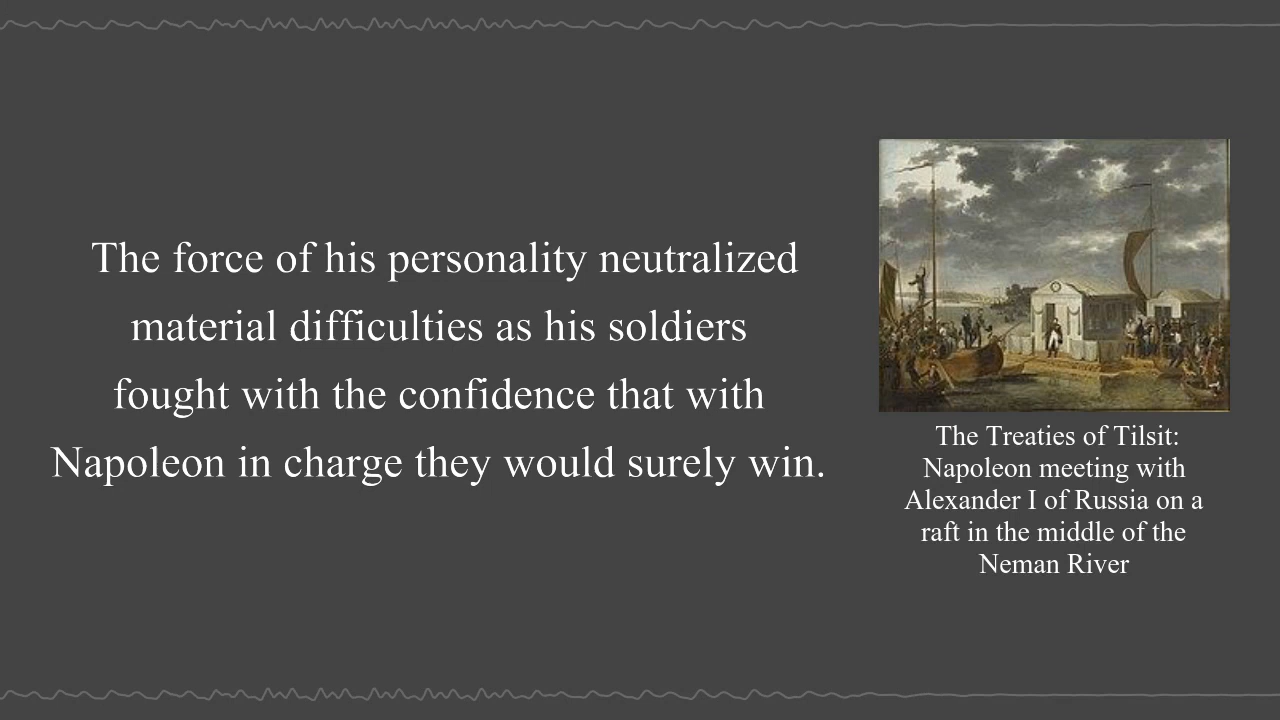 The force of his personality neutralized
material difficulties as his soldiers
fought with the confidence that with
Napoleon in charge they would surely win.
The Treaties of Tilsit:
Napoleon meeting with
Alexander I of Russia on a
raft in the middle of the
Neman River